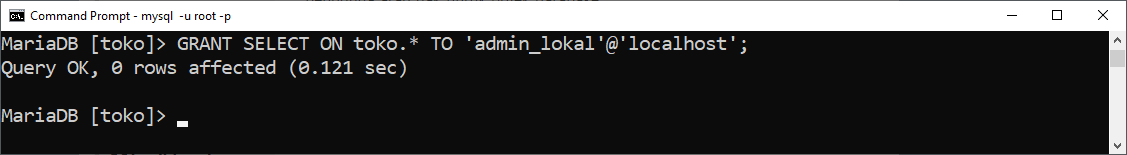 Command Prompt - mysql  -u root -p
MariaDB [toko]> GRANT SELECT ON toko.* TO 'admin_lokal'@'localhost';
Query OK, 0 rows affected (0.121 sec)
MariaDB [toko]>